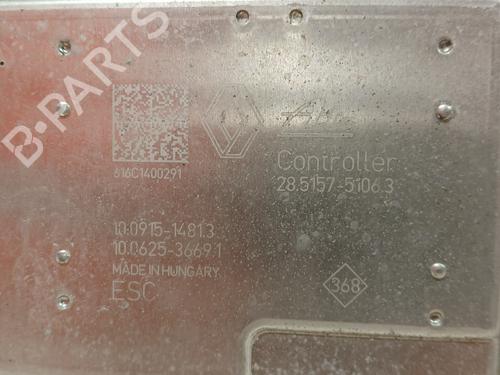 B-PARTS
616C1400291
Controller
28.5157-5106.3
10.0915-1481.3
10.0625-3669.1
MADE IN HUNGARY
ESC
368